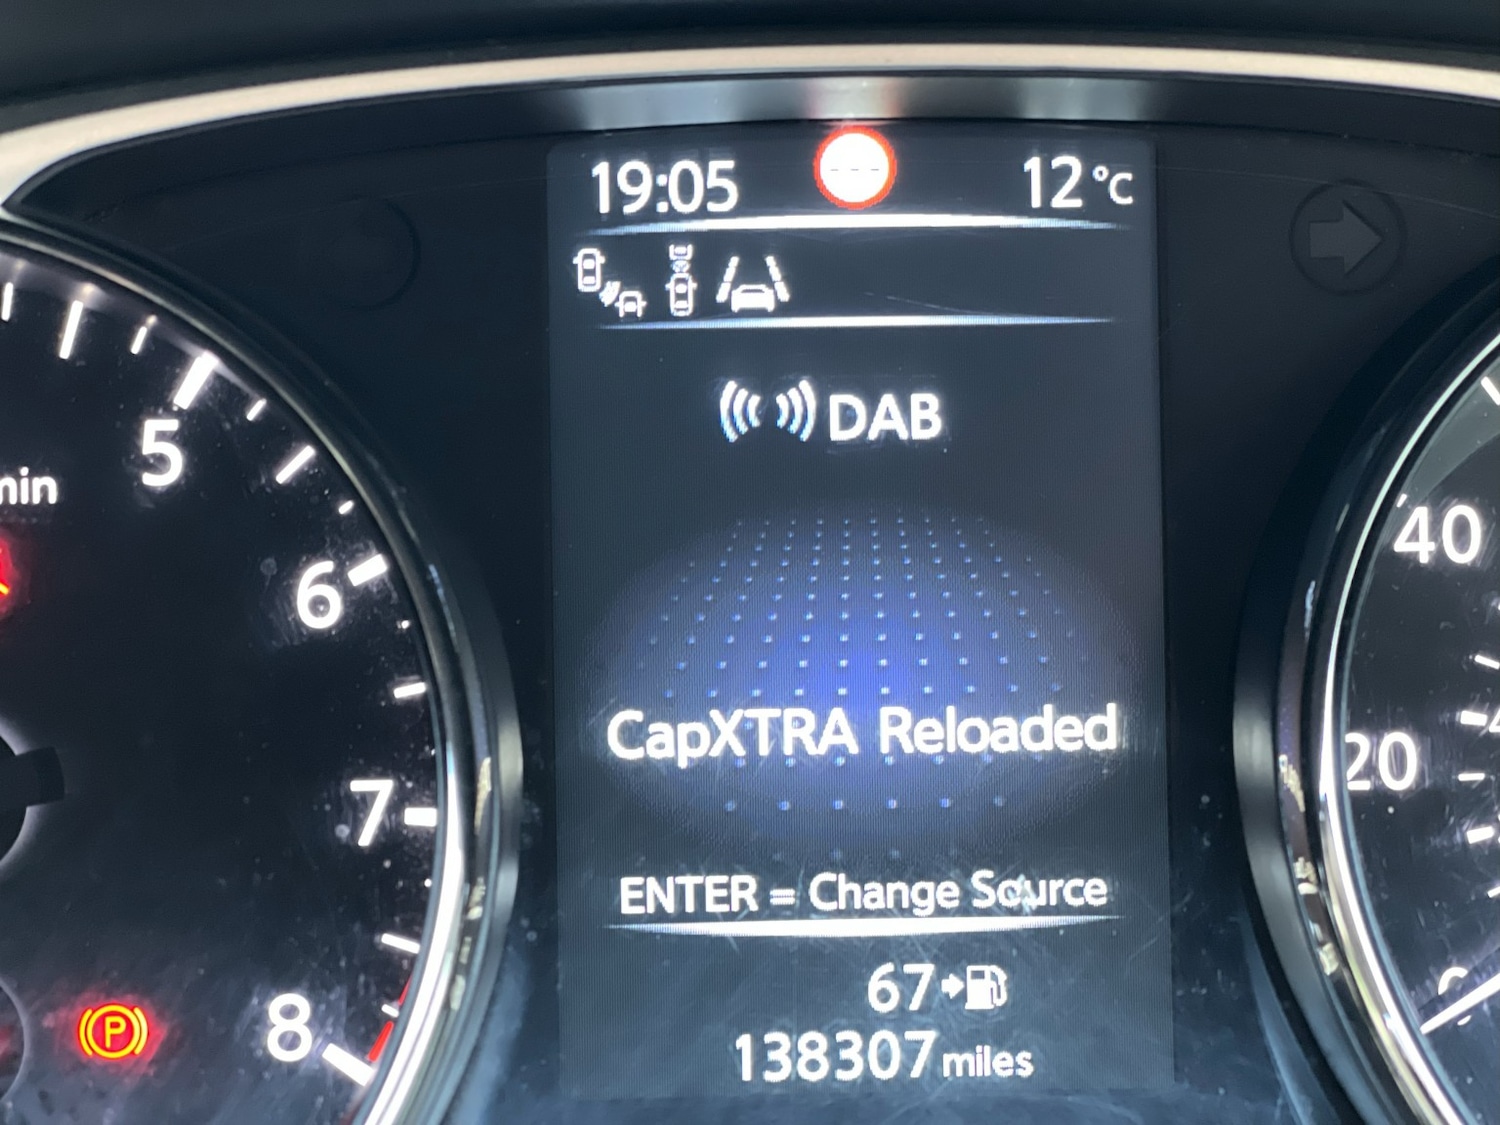 19:05 --- 12°C
DAB
CapXTRA Reloaded
ENTER = Change Source
67
138307 miles
min
5
6
7
8
P
40
20
0